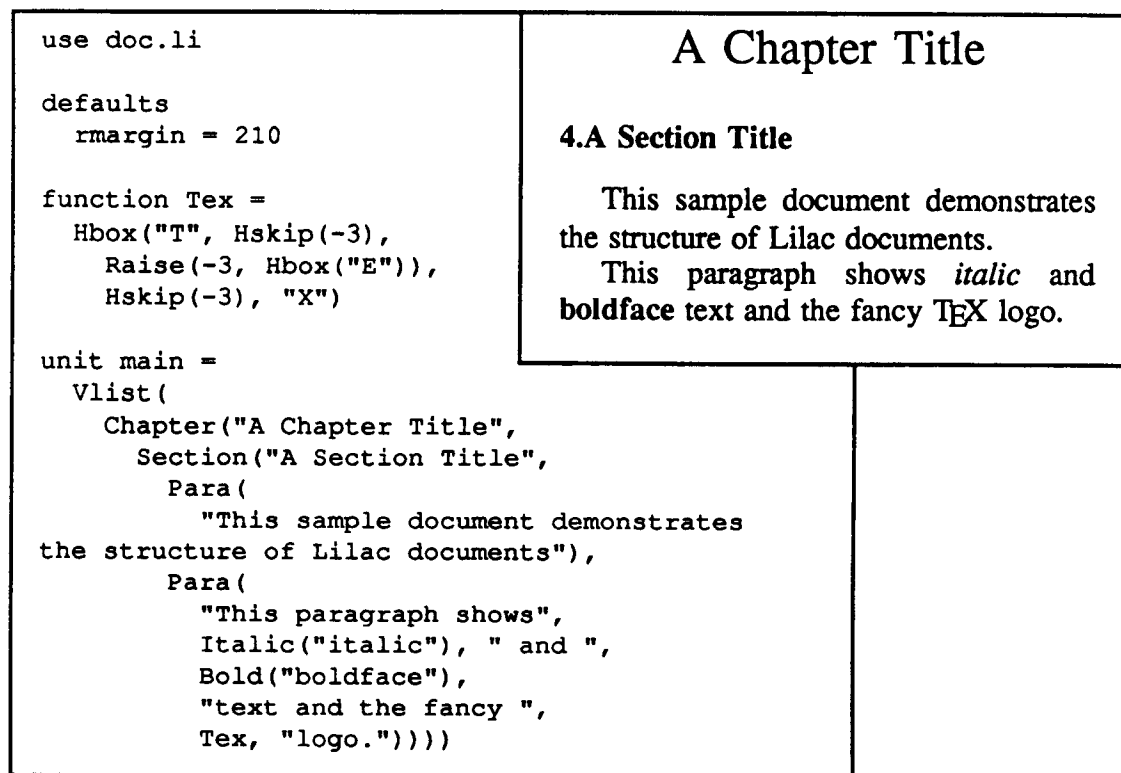 use doc.li
defaults
rmargin = 210
function Tex =
Hbox("T", Hskip(-3),
Raise(-3, Hbox("E")),
Hskip(-3), "X")
unit main =
Vlist(
Chapter("A Chapter Title",
Section("A Section Title",
Para(
"This sample document demonstrates
the structure of Lilac documents"),
Para(
"This paragraph shows",
Italic("italic"), " and ",
Bold("boldface"),
"text and the fancy ",
Tex, "logo."))))
A Chapter Title
4.A Section Title
This sample document demonstrates
the structure of Lilac documents.
This paragraph shows italic and
boldface text and the fancy TEX logo.